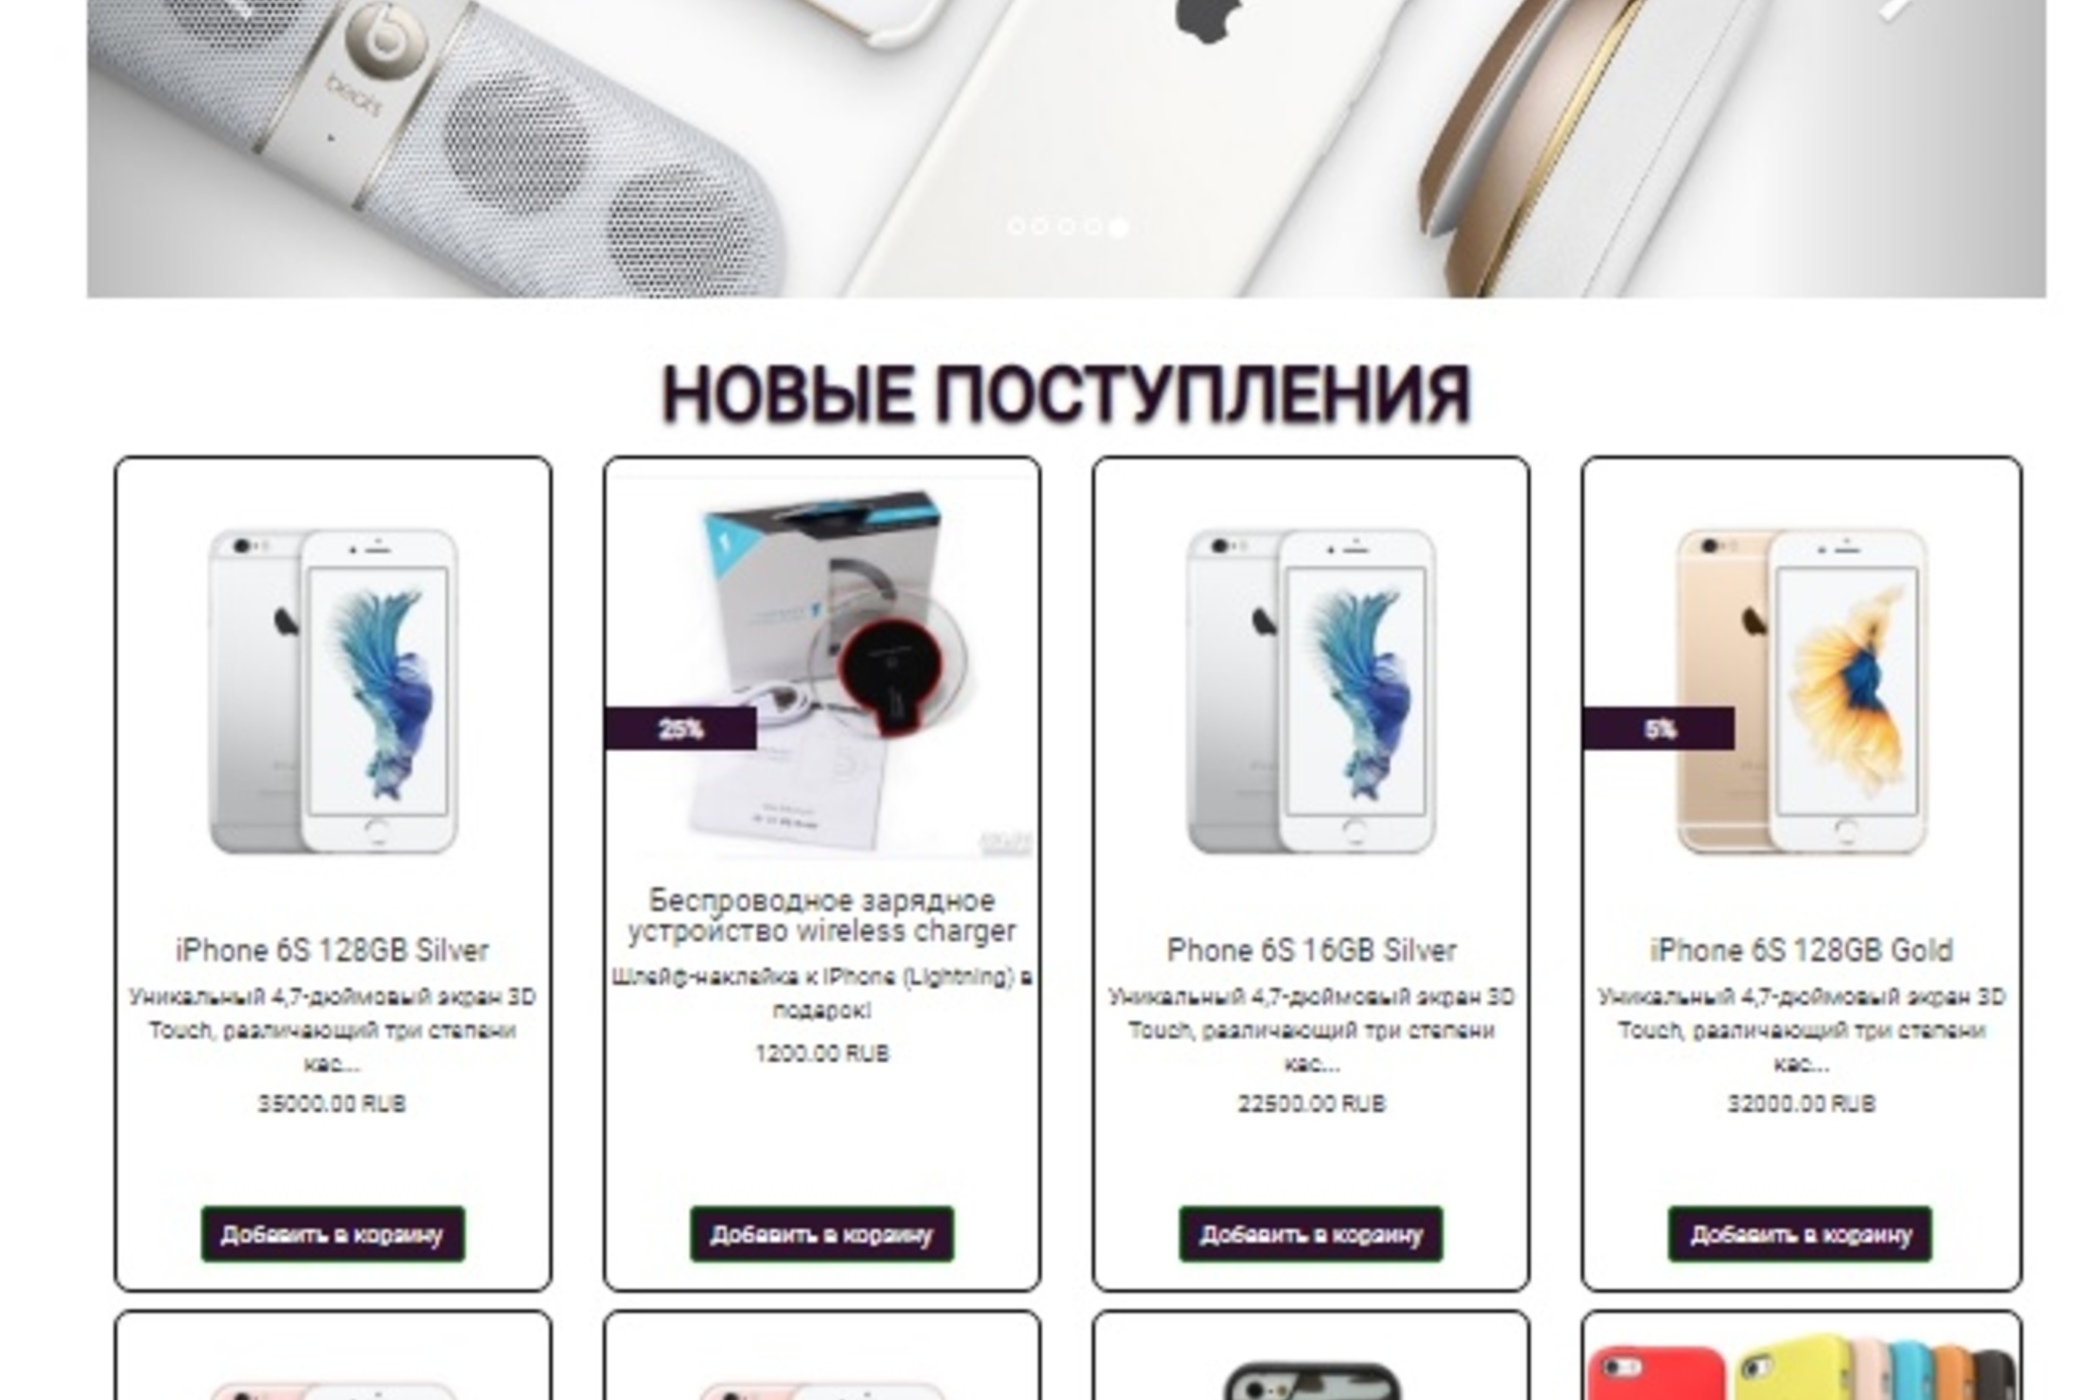 beats
НОВЫЕ ПОСТУПЛЕНИЯ
iPhone 6S 128GB Silver
Уникальный 4,7-дюймовый экран 3D
Touch, различающий три степени
кас...
35000.00 RUB
Добавить в корзину
25%
Беспроводное зарядное
устройство wireless charger
Шлейф-наклейка к iPhone (Lightning) в
подарок!
1200.00 RUB
Добавить в корзину
Phone 6S 16GB Silver
Уникальный 4,7-дюймовый экран 3D
Touch, различающий три степени
кас...
22500.00 RUB
Добавить в корзину
5%
iPhone 6S 128GB Gold
Уникальный 4,7-дюймовый экран 3D
Touch, различающий три степени
кас...
32000.00 RUB
Добавить в корзину